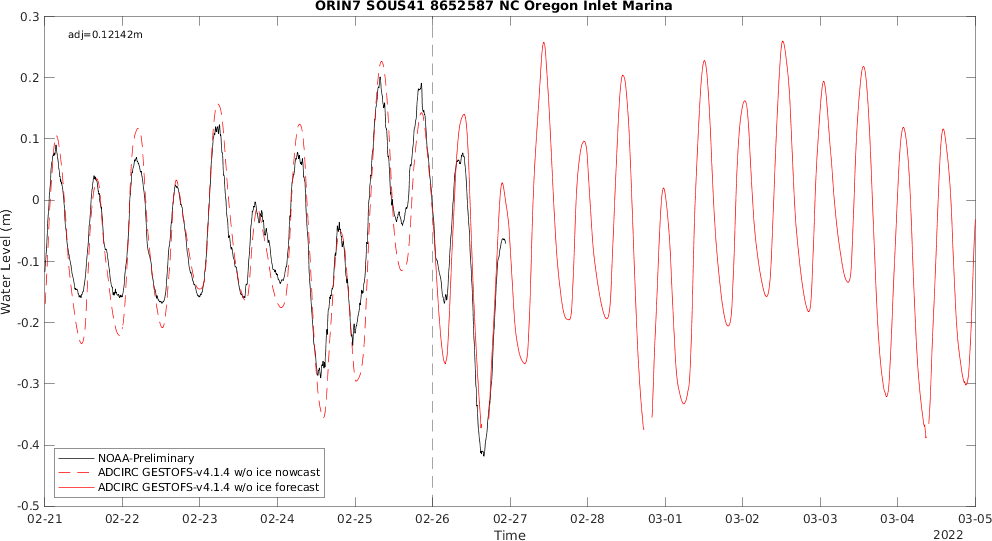 ORIN7 SOUS41 8652587 NC Oregon Inlet Marina
adj=0.12142m
0.3
0.2
0.1
0
-0.1
-0.2
-0.3
-0.4
-0.5
Water Level (m)
NOAA-Preliminary
ADCIRC GESTOFS-v4.1.4 w/o ice nowcast
ADCIRC GESTOFS-v4.1.4 w/o ice forecast
02-21 02-22 02-23 02-24 02-25 02-26 02-27 02-28 03-01 03-02 03-03 03-04 03-05
Time
2022